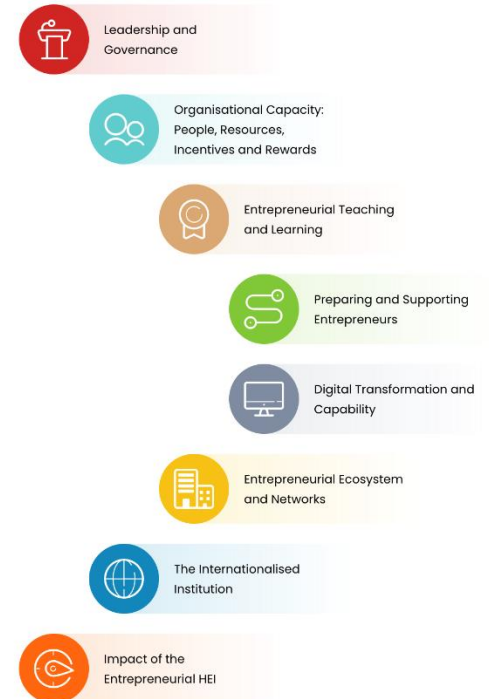 Leadership and
Governance
Organisational Capacity:
People, Resources,
Incentives and Rewards
Entrepreneurial Teaching
and Learning
Preparing and Supporting
Entrepreneurs
Digital Transformation and
Capability
Entrepreneurial Ecosystem
and Networks
The Internationalised
Institution
Impact of the
Entrepreneurial HEI